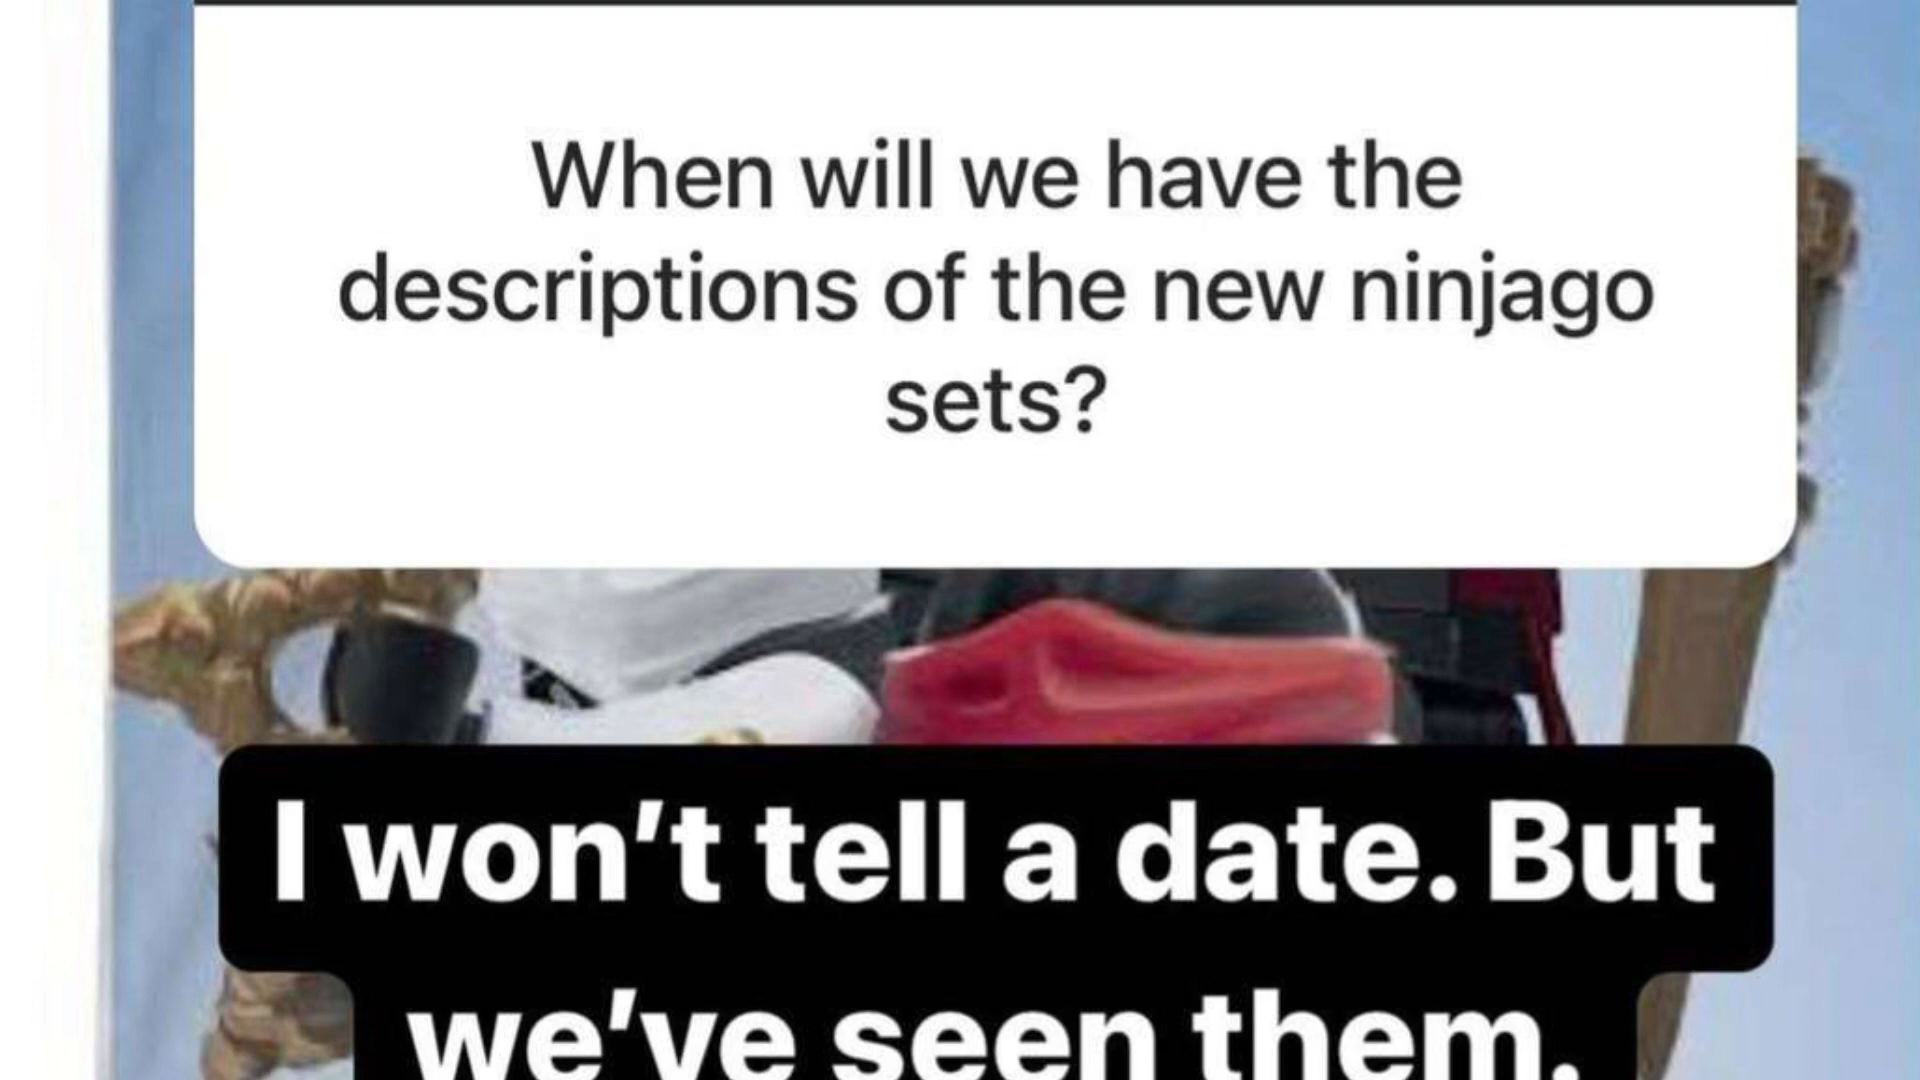 When will we have the
descriptions of the new ninjago
sets?
I won't tell a date. But
we've seen them.